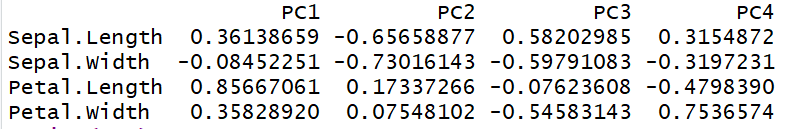 PC1 PC2 PC3 PC4
Sepal.Length 0.36138659 -0.65658877 0.58202985 0.3154872
Sepal.Width -0.08452251 -0.73016143 -0.59791083 -0.3197231
Petal.Length 0.85667061 0.17337266 -0.07623608 -0.4798390
Petal.Width 0.35828920 0.07548102 -0.54583143 0.7536574